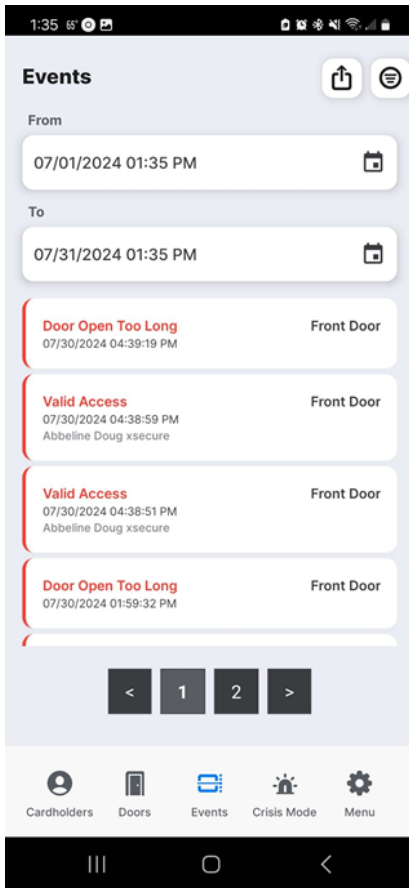 1:35 65°
Events
From
07/01/2024 01:35 PM
To
07/31/2024 01:35 PM
Door Open Too Long Front Door
07/30/2024 04:39:19 PM
Valid Access Front Door
07/30/2024 04:38:59 PM
Abbeline Doug xsecure
Valid Access Front Door
07/30/2024 04:38:51 PM
Abbeline Doug xsecure
Door Open Too Long Front Door
07/30/2024 01:59:32 PM
< 1 2 >
Cardholders Doors Events Crisis Mode Menu